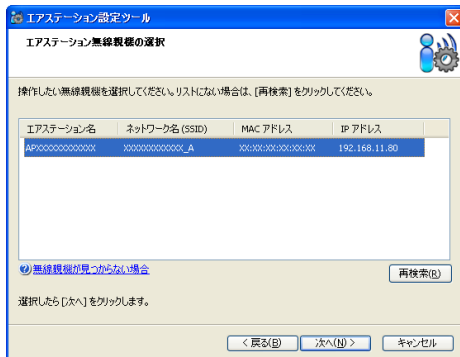 エアステーション設定ツール
エアステーション無線親機の選択
操作したい無線親機を選択してください。リストにない場合は、[再検索]をクリックしてください。
エアステーション名 ネットワーク名(SSID) MACアドレス IPアドレス
APXXXXXXXXXXXX XXXXXXXXXXXX_A XX:XX:XX:XX:XX:XX 192.168.11.80
無線親機が見つからない場合
再検索(R)
選択したら[次へ]をクリックします。
< 戻る(B) 次へ(N) > キャンセル